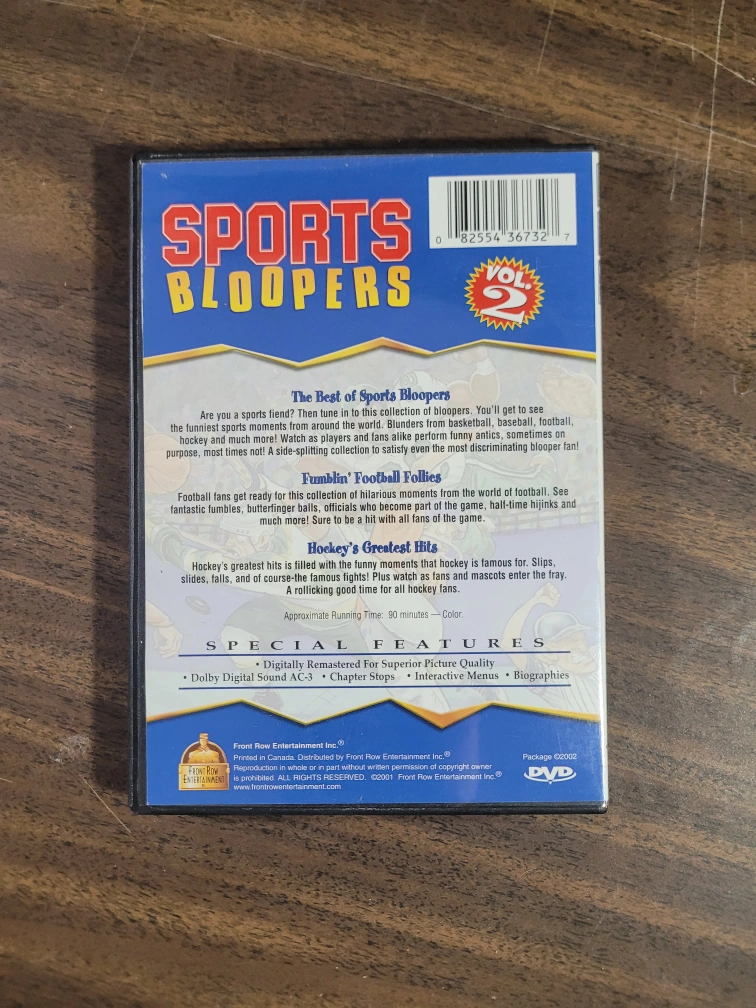 SPORTS
BLOOPERS
0 82554 36732 7
VOL.
2
The Best of Sports Bloopers
Are you a sports fiend? Then tune in to this collection of bloopers. You'll get to see
the funniest sports moments from around the world. Blunders from basketball, baseball, football,
hockey and much more! Watch as players and fans alike perform funny antics, sometimes on
purpose, most times not! A side-splitting collection to satisfy even the most discriminating blooper fan!
Fumblin' Football Follies
Football fans get ready for this collection of hilarious moments from the world of football. See
fantastic fumbles, butterfinger balls, officials who become part of the game, half-time hijinks and
much more! Sure to be a hit with all fans of the game.
Hockey's Greatest Hits
Hockey's greatest hits is filled with the funny moments that hockey is famous for. Slips,
slides, falls, and of course-the famous fights! Plus watch as fans and mascots enter the fray.
A rollicking good time for all hockey fans.
Approximate Running Time: 90 minutes — Color.
SPECIAL FEATURES
• Digitally Remastered For Superior Picture Quality
• Dolby Digital Sound AC-3 • Chapter Stops • Interactive Menus • Biographies
FRONT ROW
ENTERTAINMENT
Front Row Entertainment Inc.®
Printed in Canada. Distributed by Front Row Entertainment Inc.®
Reproduction in whole or in part without written permission of copyright owner
is prohibited. ALL RIGHTS RESERVED. ©2001 Front Row Entertainment Inc.®
www.frontrowentertainment.com
Package ©2002
DVD